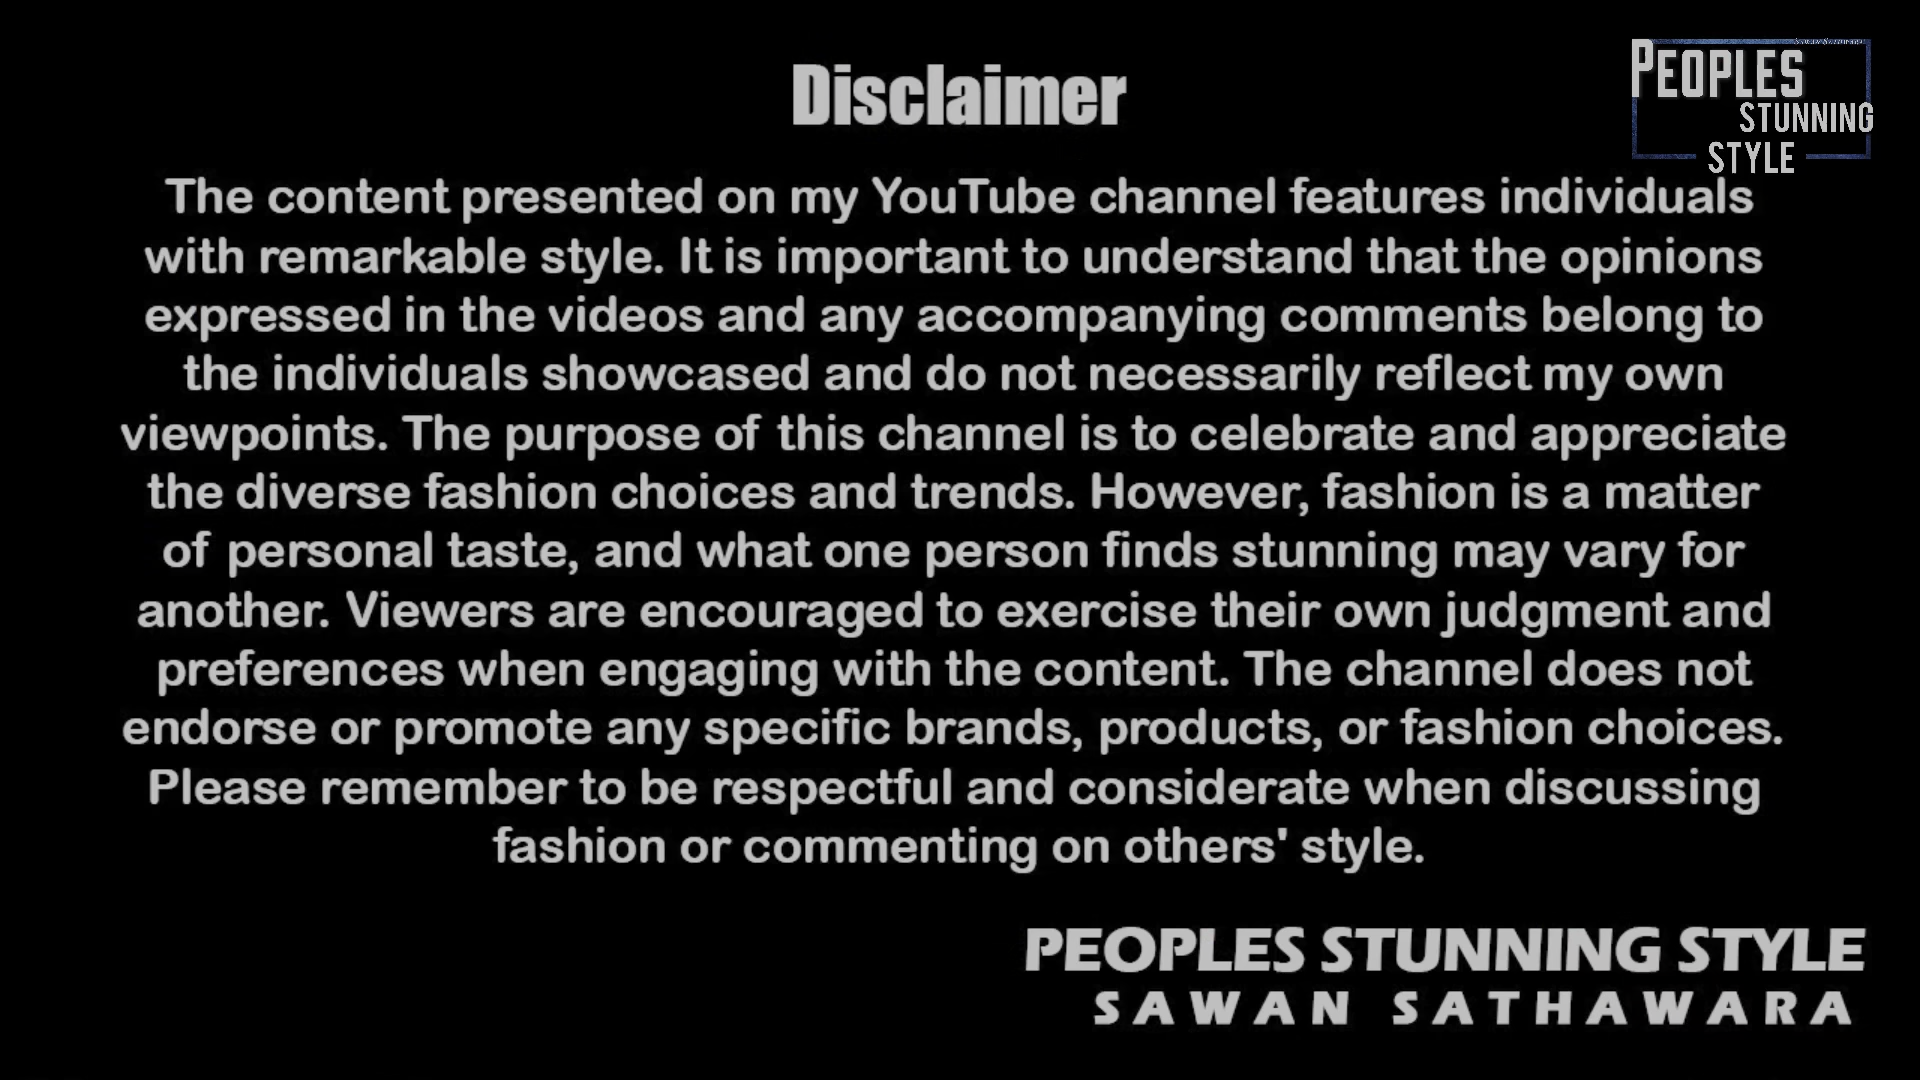 Disclaimer
PEOPLES
STUNNING
STYLE
The content presented on my YouTube channel features individuals
with remarkable style. It is important to understand that the opinions
expressed in the videos and any accompanying comments belong to
the individuals showcased and do not necessarily reflect my own
viewpoints. The purpose of this channel is to celebrate and appreciate
the diverse fashion choices and trends. However, fashion is a matter
of personal taste, and what one person finds stunning may vary for
another. Viewers are encouraged to exercise their own judgment and
preferences when engaging with the content. The channel does not
endorse or promote any specific brands, products, or fashion choices.
Please remember to be respectful and considerate when discussing
fashion or commenting on others' style.
PEOPLES STUNNING STYLE
SAWAN SATHAWARA